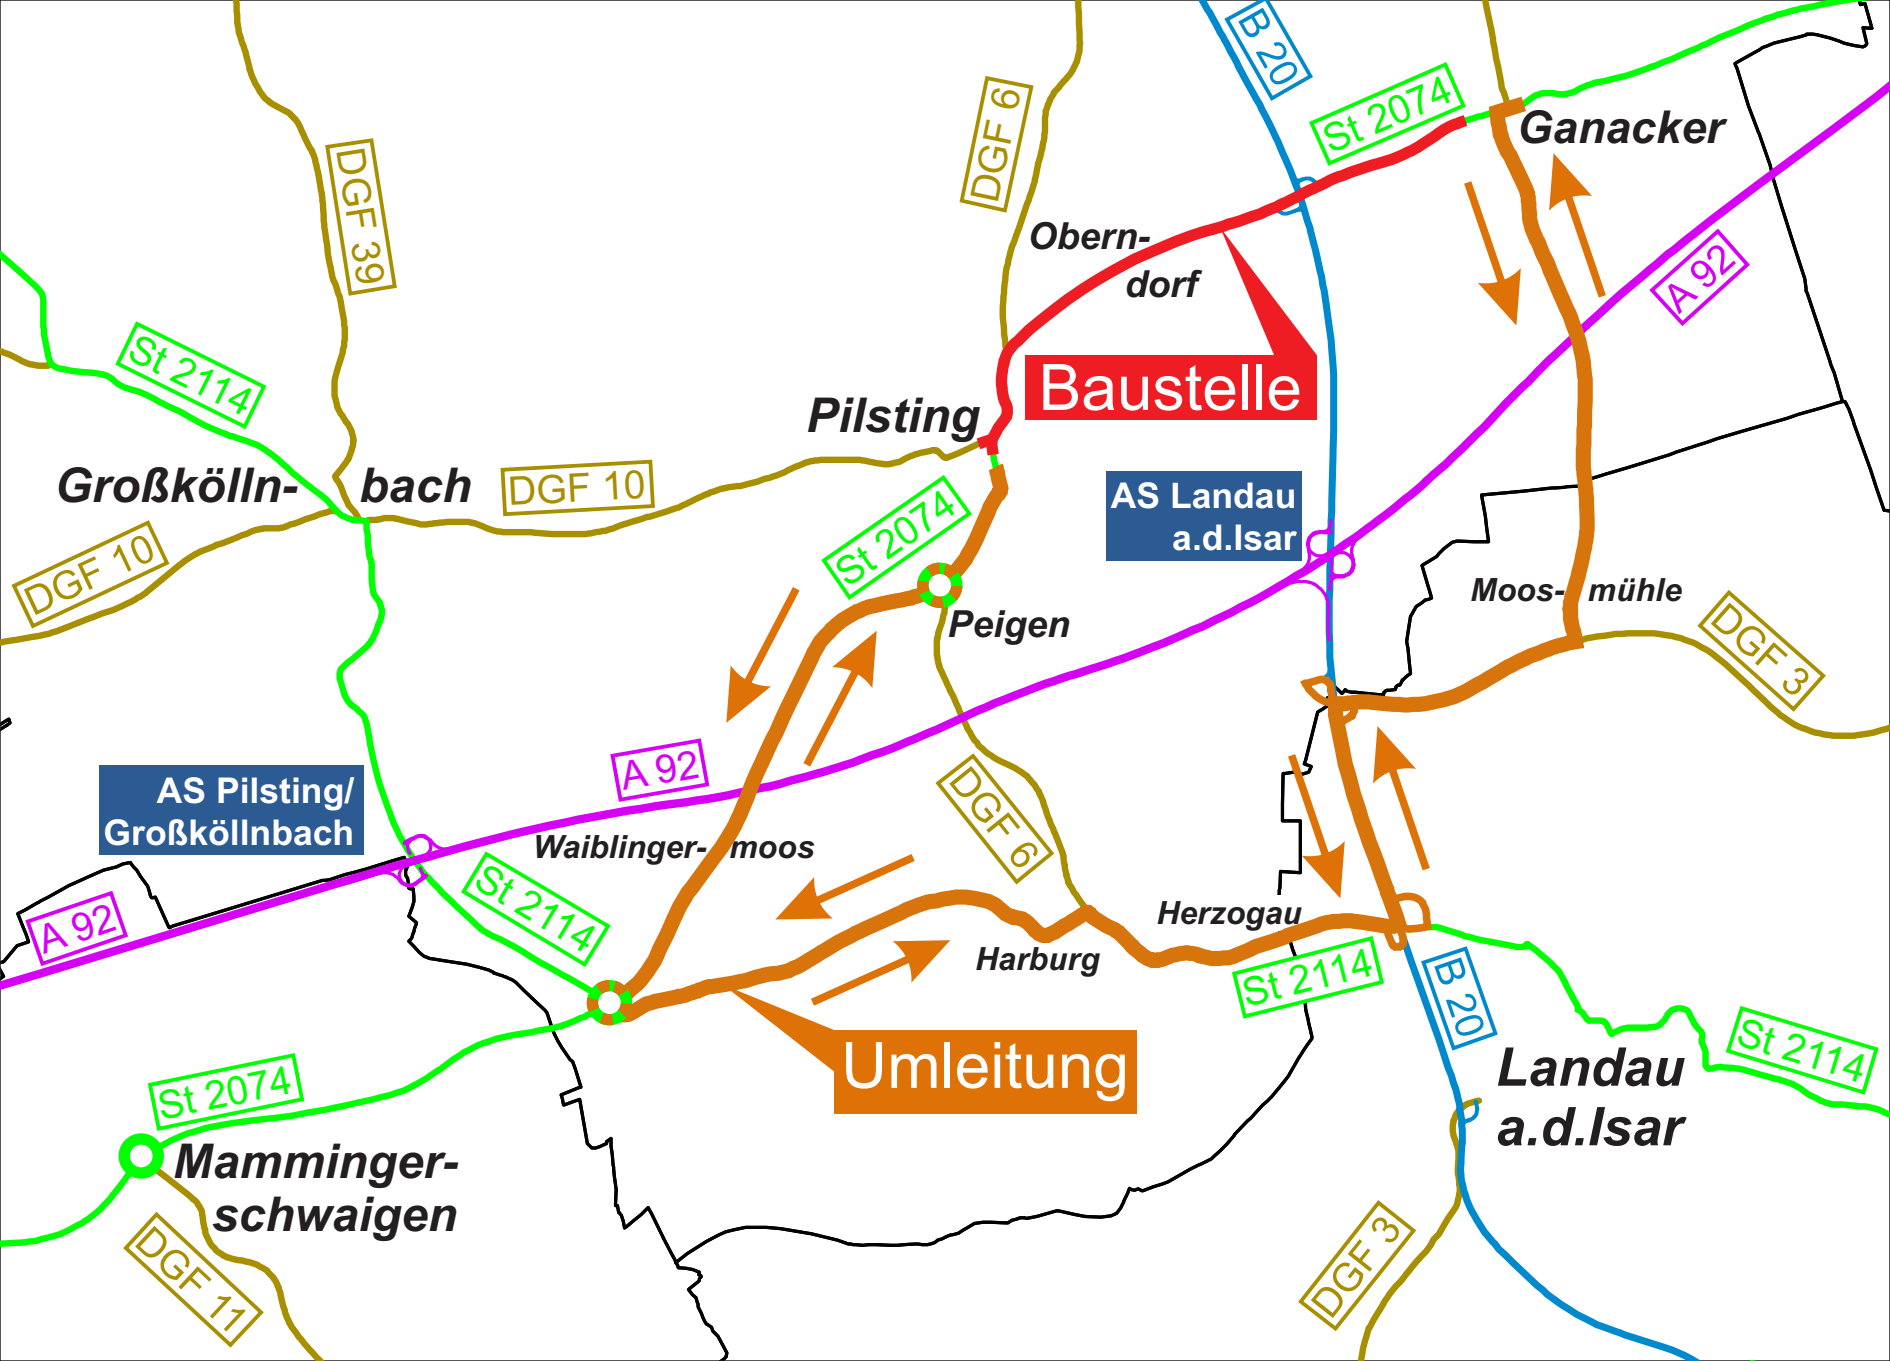 B 20
DGF 6
St 2074
Ganacker
DGF 39
Obern-
dorf
A 92
St 2114
Baustelle
Pilsting
Großkölln- bach
DGF 10
AS Landau
a.d.Isar
St 2074
DGF 10
Moos- mühle
Peigen
DGF 3
A 92
AS Pilsting/
Großköllnbach
DGF 6
Waiblinger- moos
St 2114
A 92
Herzogau
Harburg
St 2114
B 20
Umleitung
St 2114
Landau
a.d.Isar
St 2074
Mamminger-
schwaigen
DGF 11
DGF 3